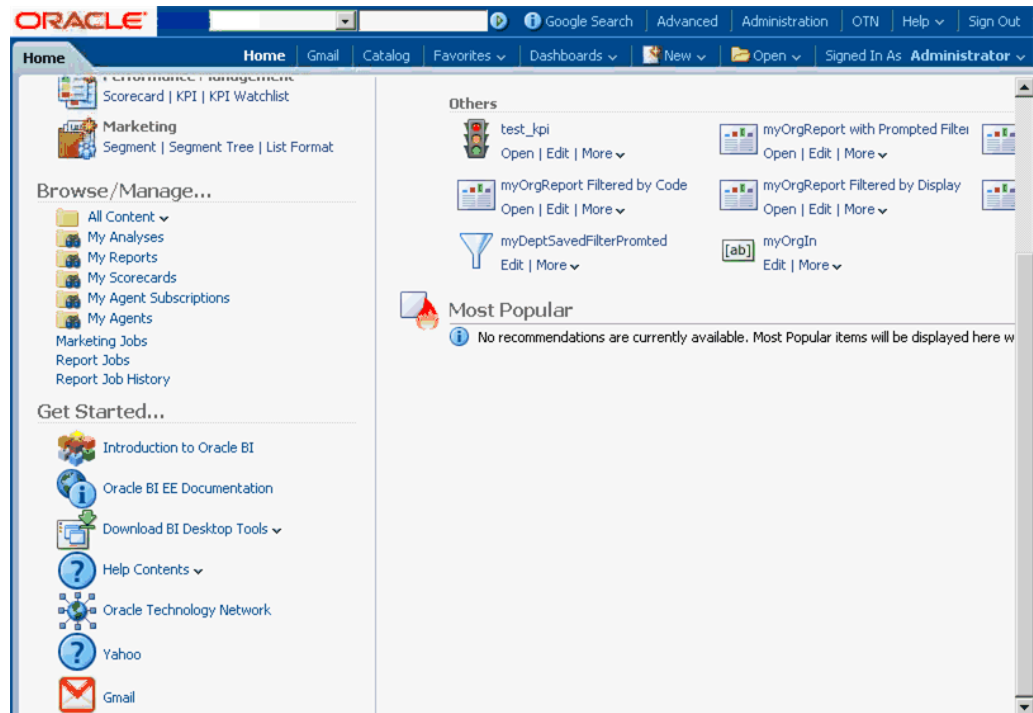 ORACLE
Google Search Advanced Administration OTN Help Sign Out
Home
Home Gmail Catalog Favorites Dashboards New Open Signed In As Administrator
Performance Management
Scorecard | KPI | KPI Watchlist
Marketing
Segment | Segment Tree | List Format
Browse/Manage...
All Content
My Analyses
My Reports
My Scorecards
My Agent Subscriptions
My Agents
Marketing Jobs
Report Jobs
Report Job History
Get Started...
Introduction to Oracle BI
Oracle BI EE Documentation
Download BI Desktop Tools
Help Contents
Oracle Technology Network
Yahoo
Gmail
Others
test_kpi
Open | Edit | More
myOrgReport with Prompted Filter
Open | Edit | More
myOrgReport Filtered by Code
Open | Edit | More
myOrgReport Filtered by Display
Open | Edit | More
myDeptSavedFilterPromted
Edit | More
[ab] myOrgIn
Edit | More
Most Popular
No recommendations are currently available. Most Popular items will be displayed here w